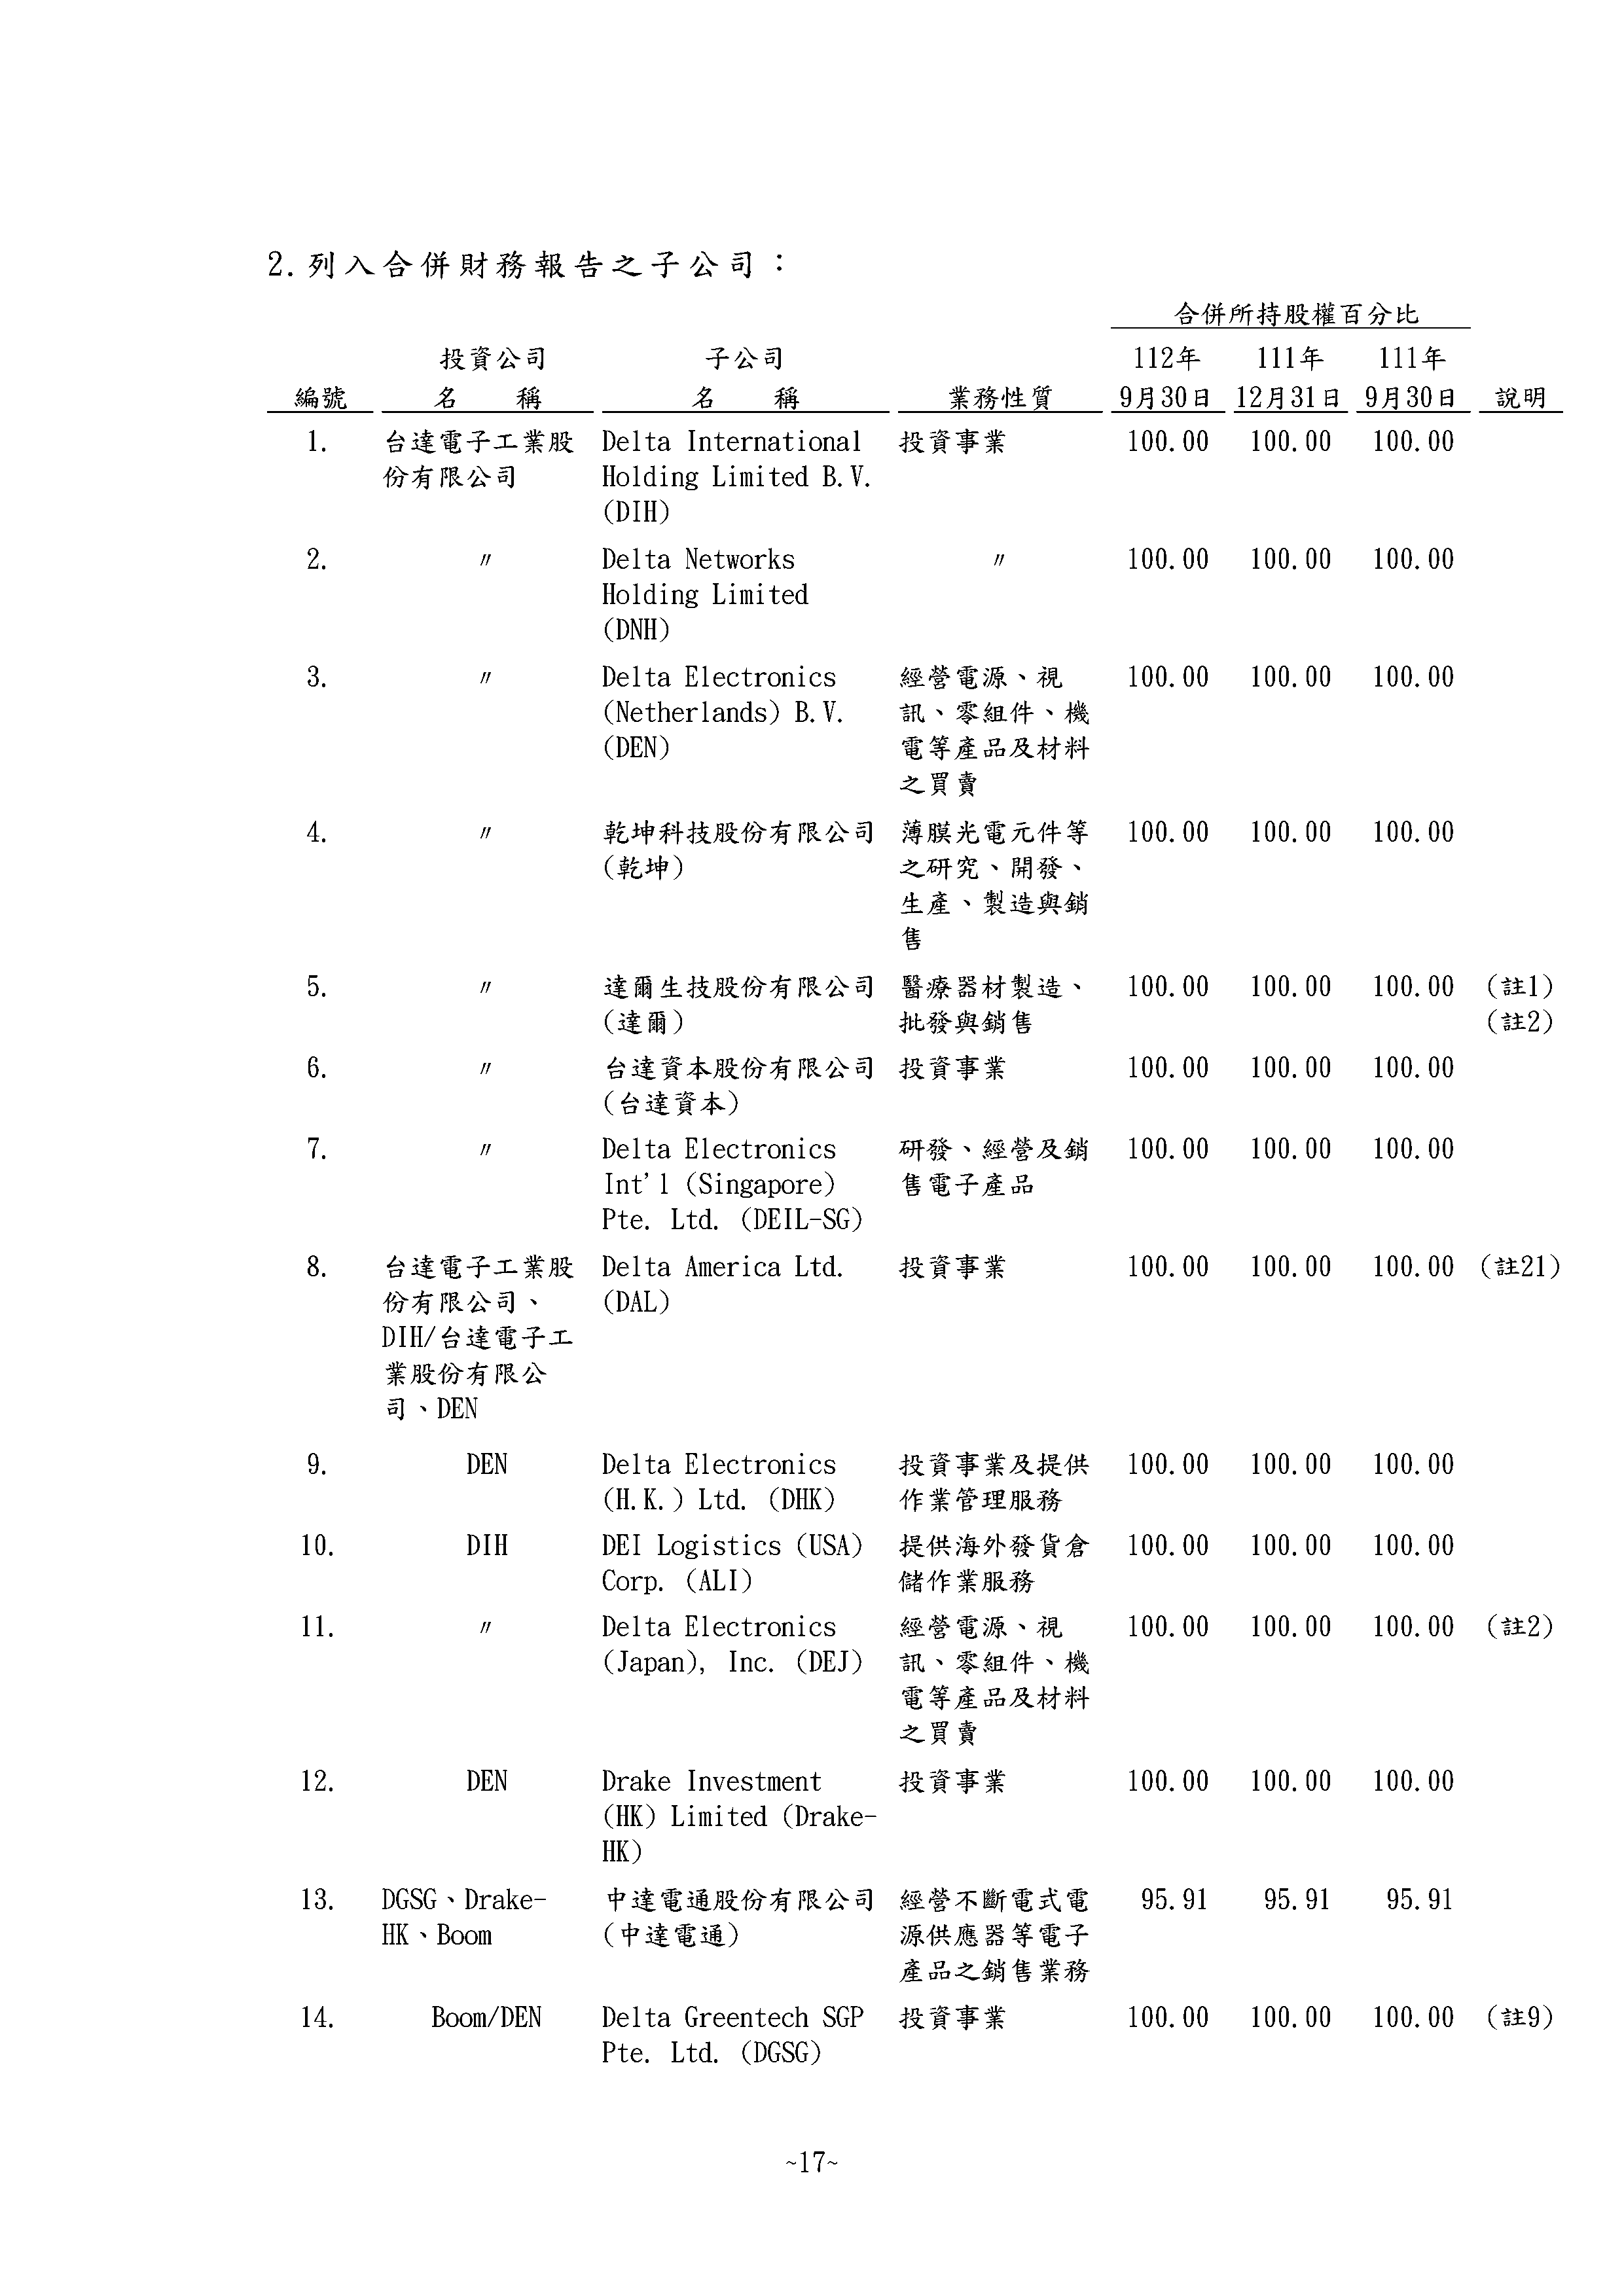 2. 列入合併財務報告之子公司：
合併所持股權百分比
投資公司 子公司 112年 111年 111年
編號 名　　稱 名　　稱 業務性質 9月30日 12月31日 9月30日 說明
1. 台達電子工業股 Delta International 投資事業 100.00 100.00 100.00
份有限公司 Holding Limited B.V.
(DIH)
2. 〃 Delta Networks 〃 100.00 100.00 100.00
Holding Limited
(DNH)
3. 〃 Delta Electronics 經營電源、視 100.00 100.00 100.00
(Netherlands) B.V. 訊、零組件、機
(DEN) 電等產品及材料
之買賣
4. 〃 乾坤科技股份有限公司 薄膜光電元件等 100.00 100.00 100.00
(乾坤) 之研究、開發、
生產、製造與銷
售
5. 〃 達爾生技股份有限公司 醫療器材製造、 100.00 100.00 100.00 (註1)
(達爾) 批發與銷售 (註2)
6. 〃 台達資本股份有限公司 投資事業 100.00 100.00 100.00
(台達資本)
7. 〃 Delta Electronics 研發、經營及銷 100.00 100.00 100.00
Int'l (Singapore) 售電子產品
Pte. Ltd. (DEIL-SG)
8. 台達電子工業股 Delta America Ltd. 投資事業 100.00 100.00 100.00 (註21)
份有限公司、 (DAL)
DIH/台達電子工
業股份有限公
司、DEN
9. DEN Delta Electronics 投資事業及提供 100.00 100.00 100.00
(H.K.) Ltd. (DHK) 作業管理服務
10. DIH DEI Logistics (USA) 提供海外發貨倉 100.00 100.00 100.00
Corp. (ALI) 儲作業服務
11. 〃 Delta Electronics 經營電源、視 100.00 100.00 100.00 (註2)
(Japan), Inc. (DEJ) 訊、零組件、機
電等產品及材料
之買賣
12. DEN Drake Investment 投資事業 100.00 100.00 100.00
(HK) Limited (Drake-
HK)
13. DGSG、Drake- 中達電通股份有限公司 經營不斷電式電 95.91 95.91 95.91
HK、Boom (中達電通) 源供應器等電子
產品之銷售業務
14. Boom/DEN Delta Greentech SGP 投資事業 100.00 100.00 100.00 (註9)
Pte. Ltd. (DGSG)
~17~